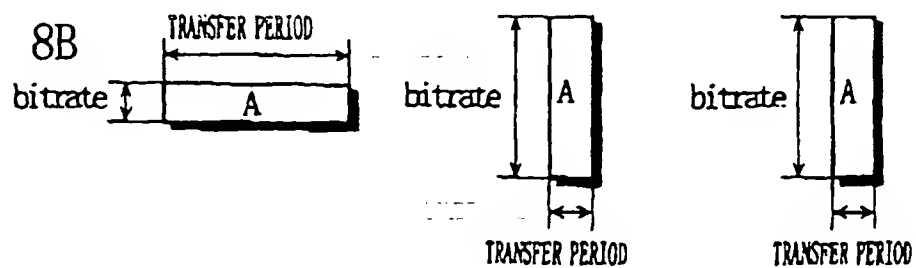 TRANSFER PERIOD
8B
bitrate
A
bitrate
A
bitrate
A
TRANSFER PERIOD
TRANSFER PERIOD